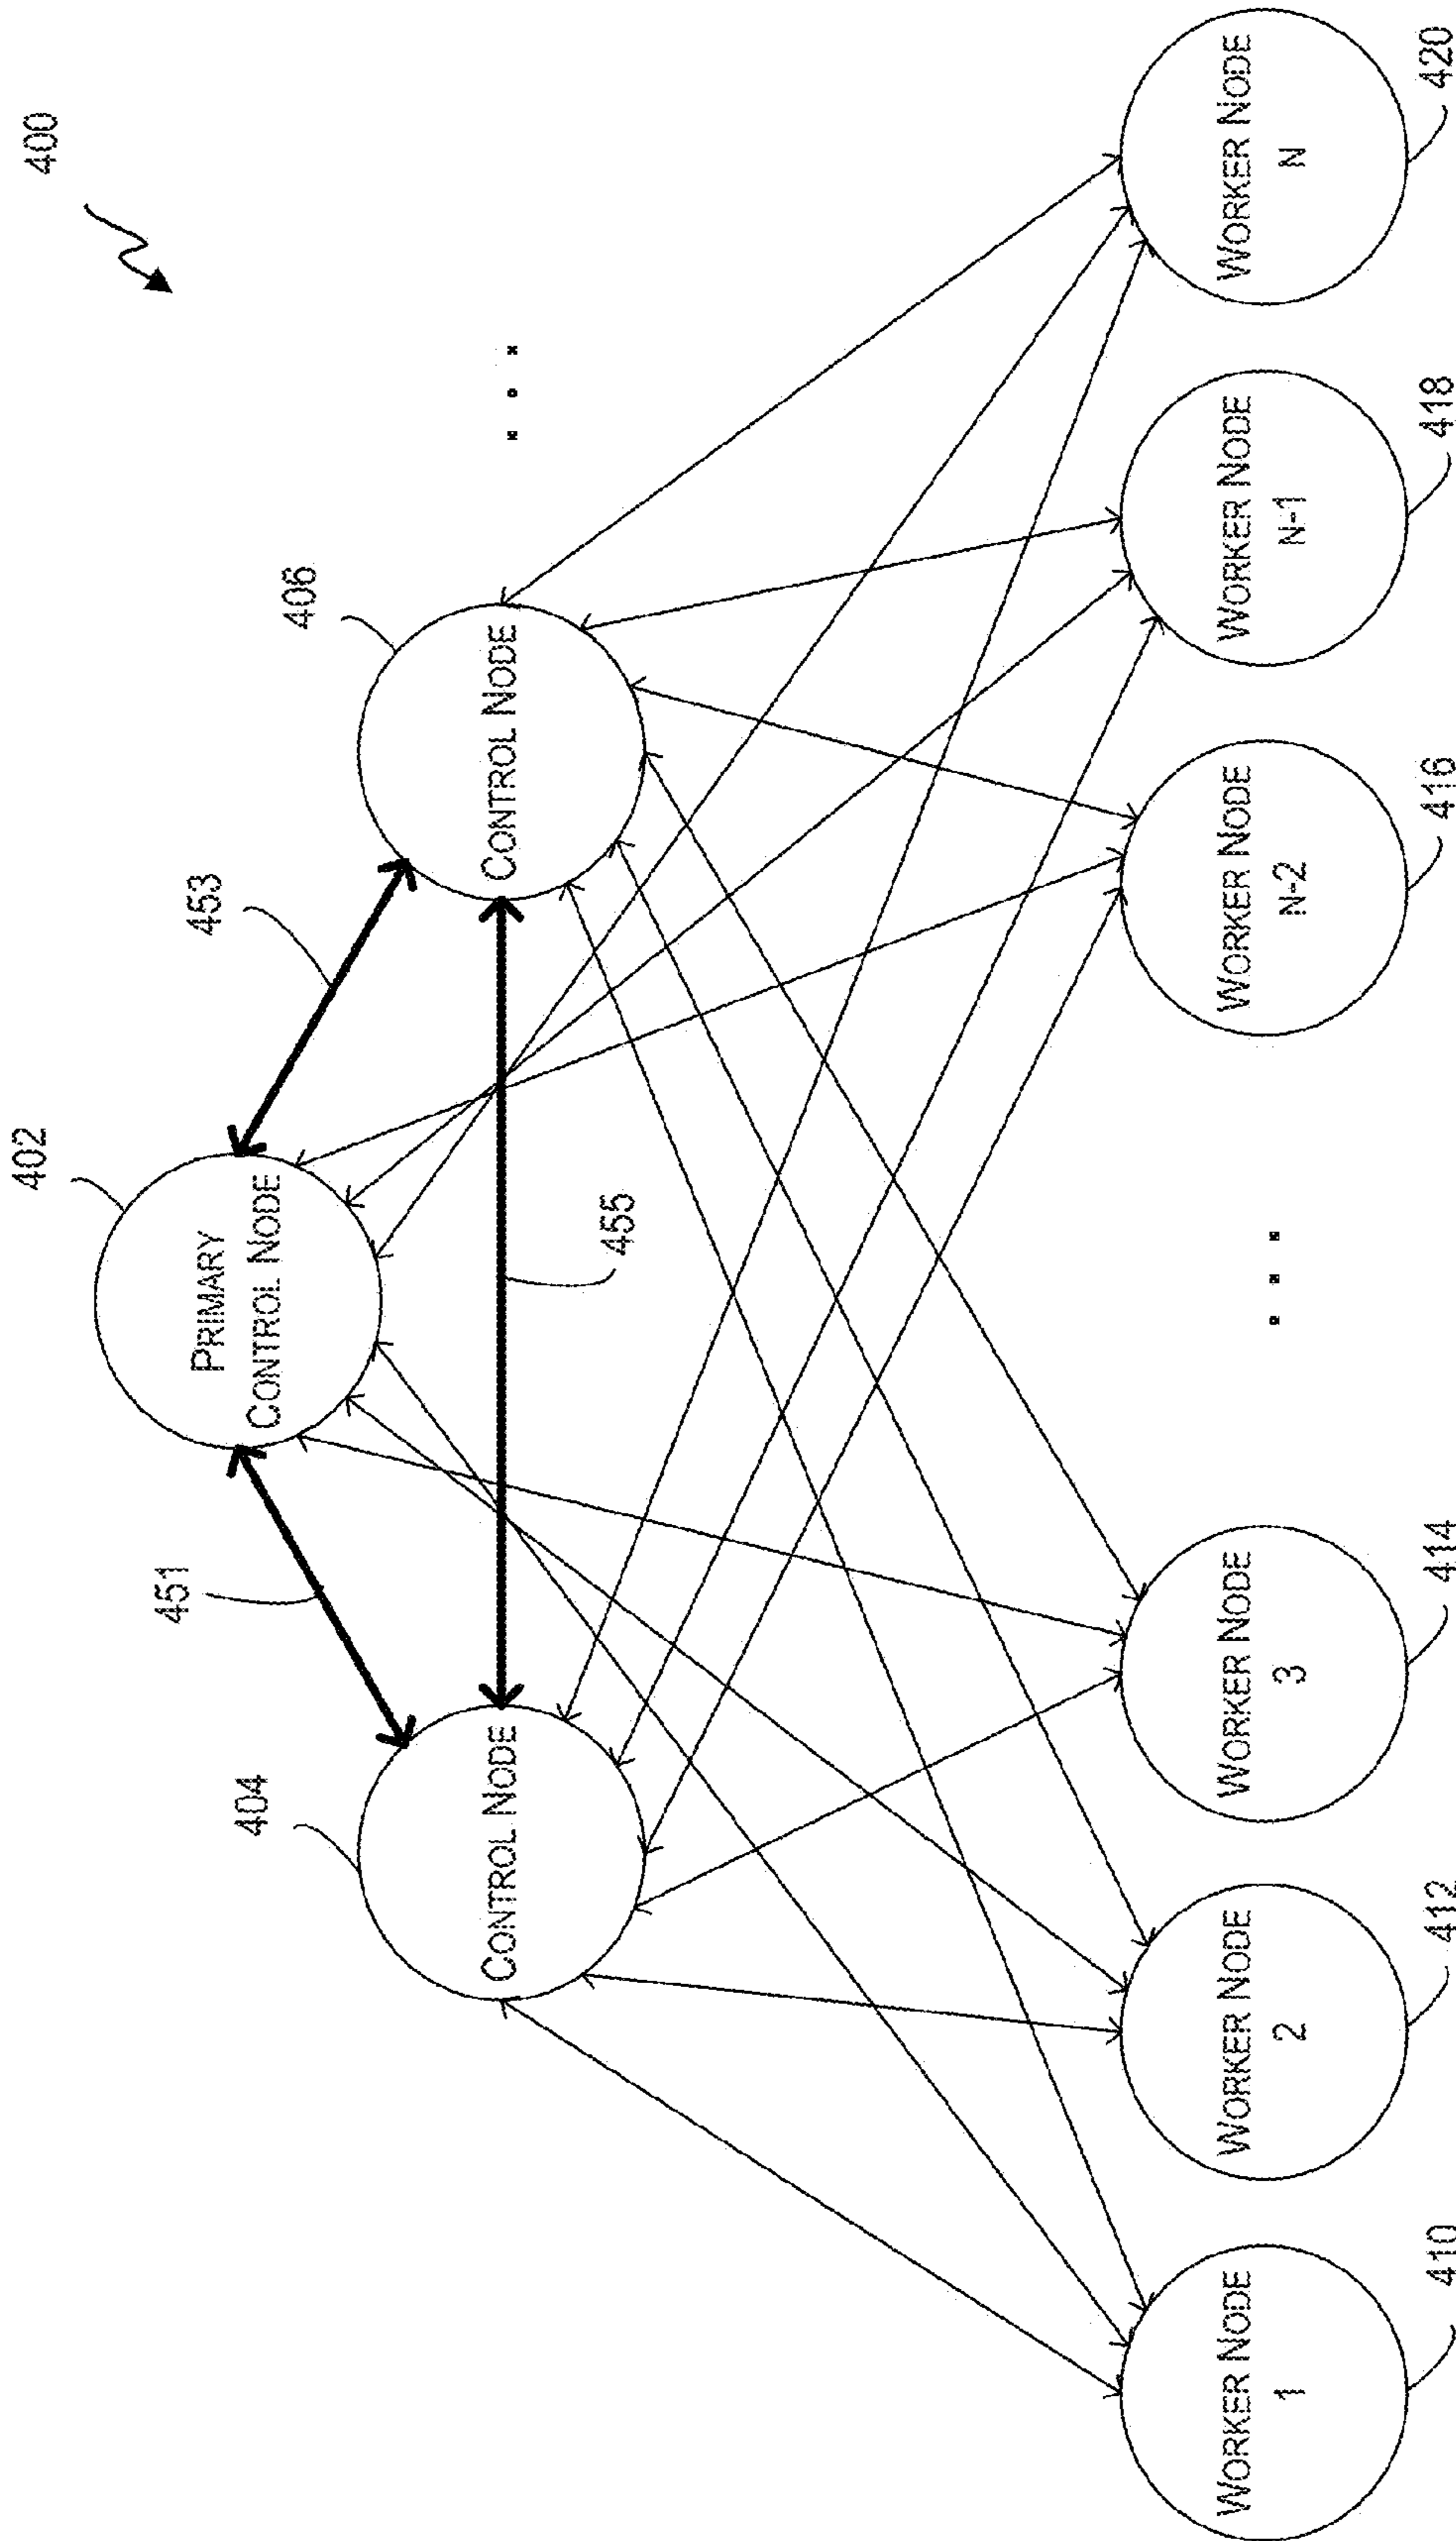 400
402
PRIMARY
CONTROL NODE
451
453
404
406
CONTROL NODE
CONTROL NODE
455
WORKER NODE
1
WORKER NODE
2
WORKER NODE
3
WORKER NODE
N-2
WORKER NODE
N-1
WORKER NODE
N
410
412
414
416
418
420